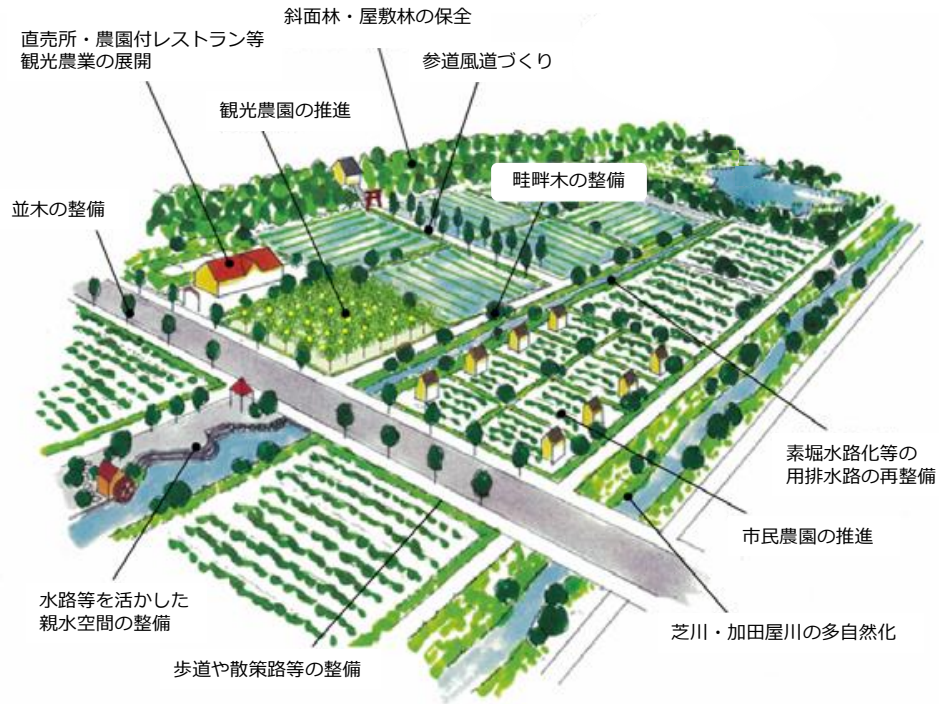 斜面林・屋敷林の保全
直売所・農園付レストラン等
観光農業の展開
参道風道づくり
観光農園の推進
畦畔木の整備
並木の整備
素堀水路化等の
用排水路の再整備
市民農園の推進
水路等を活かした
親水空間の整備
芝川・加田屋川の多自然化
歩道や散策路等の整備